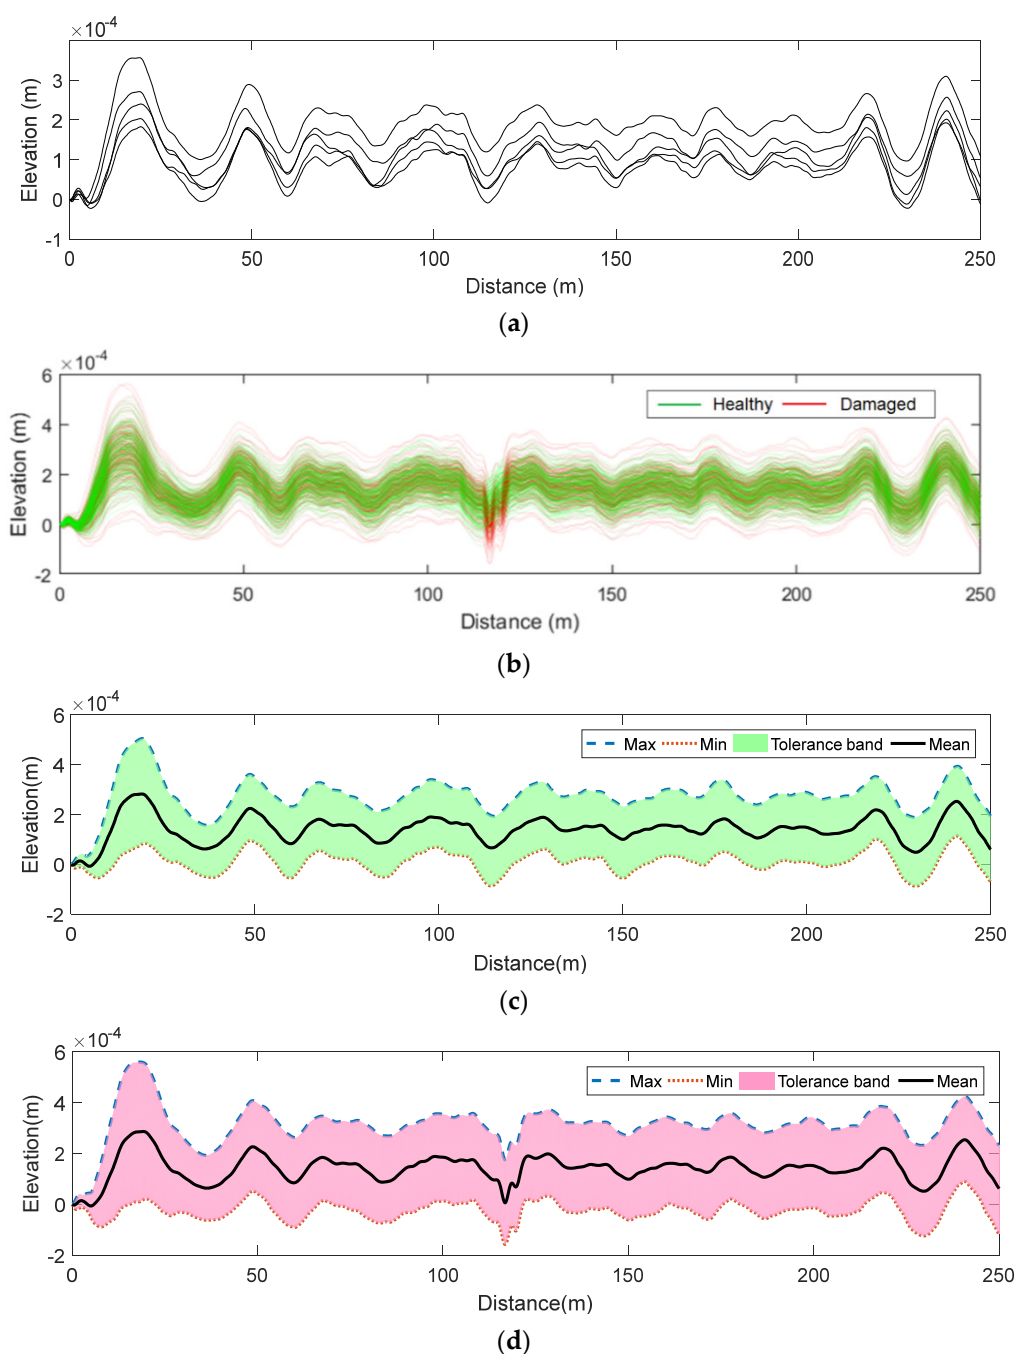 ×10-4
3
2
1
0
-1
Elevation (m)
0 50 100 150 200 250
Distance (m)
(a)
×10-4
6
4
2
0
-2
Elevation (m)
Healthy Damaged
0 50 100 150 200 250
Distance (m)
(b)
×10-4
6
4
2
0
-2
Elevation(m)
Max Min Tolerance band Mean
0 50 100 150 200 250
Distance(m)
(c)
×10-4
6
4
2
0
-2
Elevation(m)
Max Min Tolerance band Mean
0 50 100 150 200 250
Distance(m)
(d)